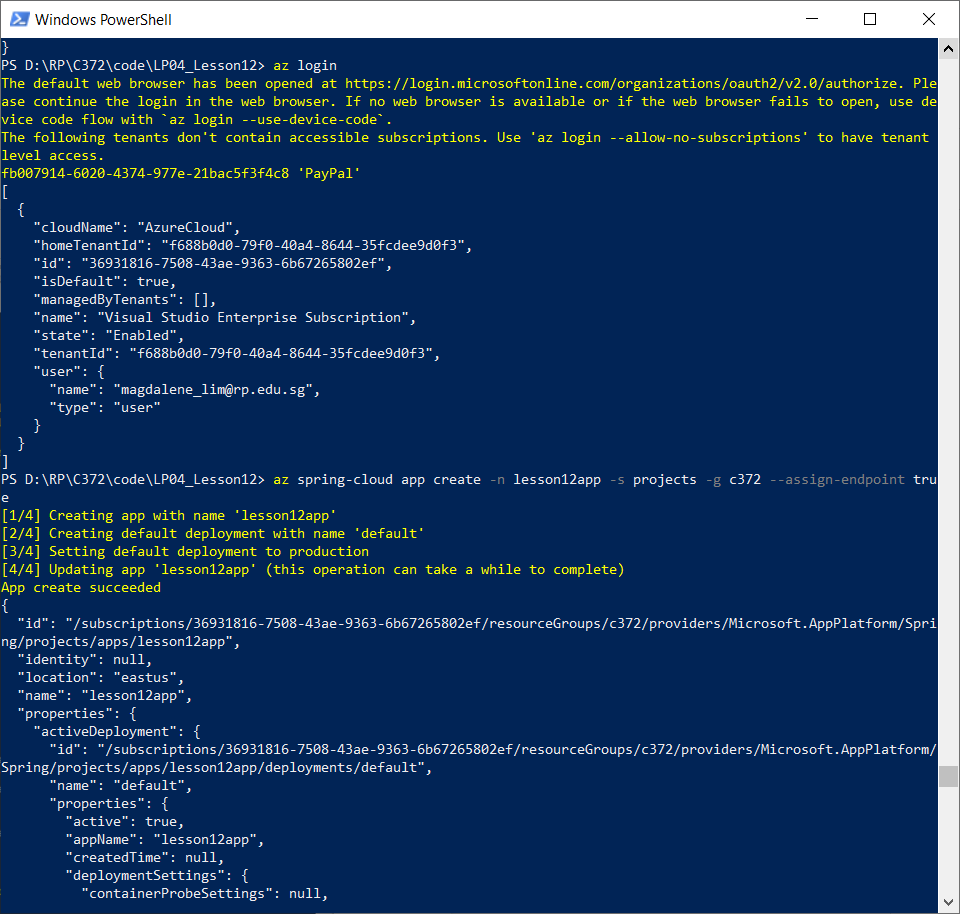 Windows PowerShell
}
PS D:\RP\C372\code\LP04_Lesson12> az login
The default web browser has been opened at https://login.microsoftonline.com/organizations/oauth2/v2.0/authorize. Ple
ase continue the login in the web browser. If no web browser is available or if the web browser fails to open, use de
vice code flow with `az login --use-device-code`.
The following tenants don't contain accessible subscriptions. Use 'az login --allow-no-subscriptions' to have tenant
level access.
fb007914-6020-4374-977e-21bac5f3f4c8 'PayPal'
[
  {
    "cloudName": "AzureCloud",
    "homeTenantId": "f688b0d0-79f0-40a4-8644-35fcdee9d0f3",
    "id": "36931816-7508-43ae-9363-6b67265802ef",
    "isDefault": true,
    "managedByTenants": [],
    "name": "Visual Studio Enterprise Subscription",
    "state": "Enabled",
    "tenantId": "f688b0d0-79f0-40a4-8644-35fcdee9d0f3",
    "user": {
      "name": "magdalene_lim@rp.edu.sg",
      "type": "user"
    }
  }
]
PS D:\RP\C372\code\LP04_Lesson12> az spring-cloud app create -n lesson12app -s projects -g c372 --assign-endpoint tru
e
[1/4] Creating app with name 'lesson12app'
[2/4] Creating default deployment with name 'default'
[3/4] Setting default deployment to production
[4/4] Updating app 'lesson12app' (this operation can take a while to complete)
App create succeeded
{
  "id": "/subscriptions/36931816-7508-43ae-9363-6b67265802ef/resourceGroups/c372/providers/Microsoft.AppPlatform/Spri
ng/projects/apps/lesson12app",
  "identity": null,
  "location": "eastus",
  "name": "lesson12app",
  "properties": {
    "activeDeployment": {
      "id": "/subscriptions/36931816-7508-43ae-9363-6b67265802ef/resourceGroups/c372/providers/Microsoft.AppPlatform/
Spring/projects/apps/lesson12app/deployments/default",
      "name": "default",
      "properties": {
        "active": true,
        "appName": "lesson12app",
        "createdTime": null,
        "deploymentSettings": {
          "containerProbeSettings": null,